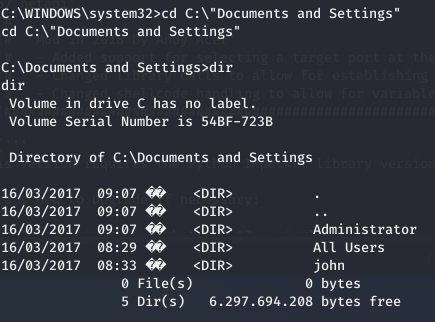 C:\WINDOWS\system32>cd C:\"Documents and Settings"
cd C:\"Documents and Settings"
C:\Documents and Settings>dir
dir
Volume in drive C has no label.
Volume Serial Number is 54BF-723B
Directory of C:\Documents and Settings
16/03/2017 09:07 �� <DIR> .
16/03/2017 09:07 �� <DIR> ..
16/03/2017 09:07 �� <DIR> Administrator
16/03/2017 08:29 �� <DIR> All Users
16/03/2017 08:33 �� <DIR> john
0 File(s) 0 bytes
5 Dir(s) 6.297.694.208 bytes free